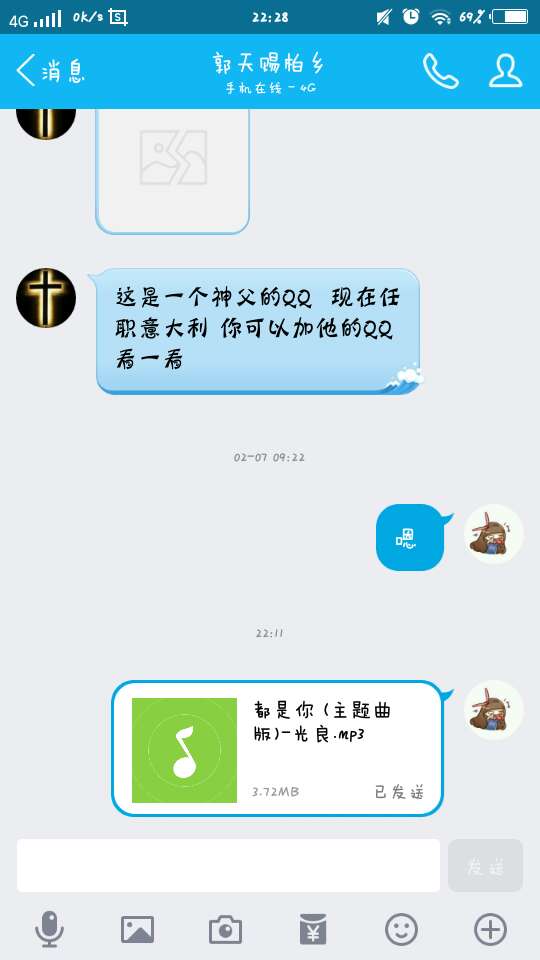 4G 0K/s 22:28 69%
消息
郭天赐柏乡
手机在线 - 4G
这是一个神父的QQ 现在任
职意大利 你可以加他的QQ
看一看
02-07 09:22
嗯
22:11
都是你 (主题曲
版)-光良.mp3
3.72MB 已发送
发送